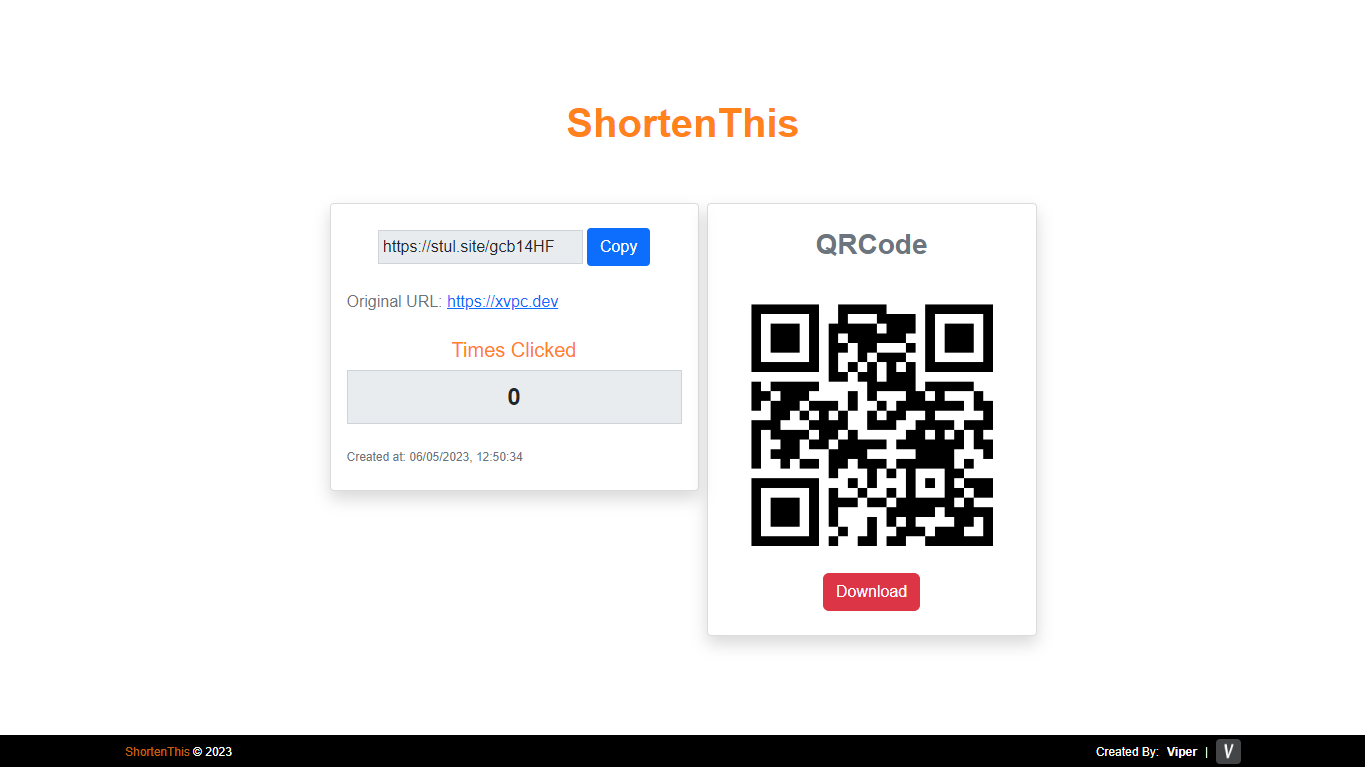 ShortenThis
https://stul.site/gcb14HF Copy
Original URL: https://xvpc.dev
Times Clicked
0
Created at: 06/05/2023, 12:50:34
QRCode
Download
ShortenThis © 2023
Created By: Viper | V